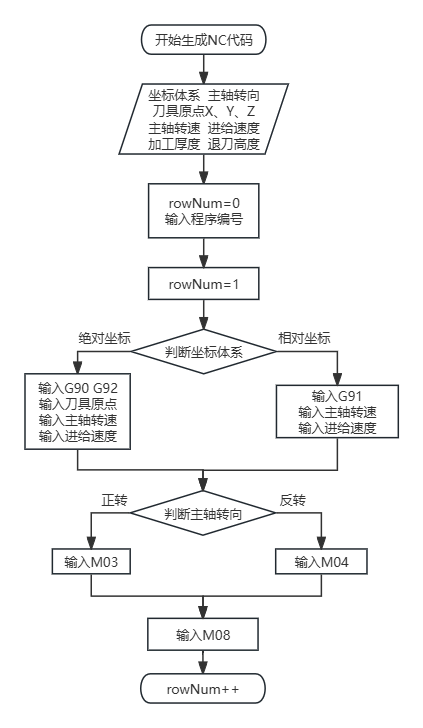 开始生成NC代码
坐标体系 主轴转向
刀具原点X、Y、Z
主轴转速 进给速度
加工厚度 退刀高度
rowNum=0
输入程序编号
rowNum=1
绝对坐标
相对坐标
判断坐标体系
输入G90 G92
输入刀具原点
输入主轴转速
输入进给速度
输入G91
输入主轴转速
输入进给速度
正转
反转
判断主轴转向
输入M03
输入M04
输入M08
rowNum++